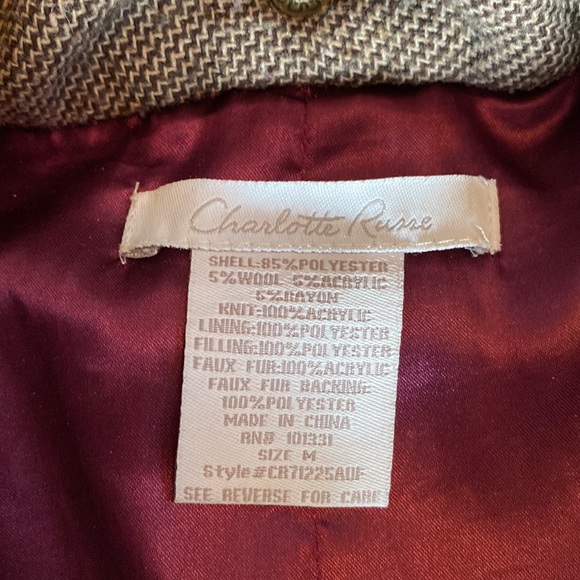 Charlotte Russe
SHELL:85%POLYESTER
5%WOOL 5%ACRYLIC
5%RAYON
KNIT:100%ACRYLIC
LINING:100%POLYESTER
FILLING:100%POLYESTER
FAUX FUR:100%ACRYLIC
FAUX FUR BACKING:
100%POLYESTER
MADE IN CHINA
RN# 101331
SIZE M
Style#CR71225AQF
SEE REVERSE FOR CARE